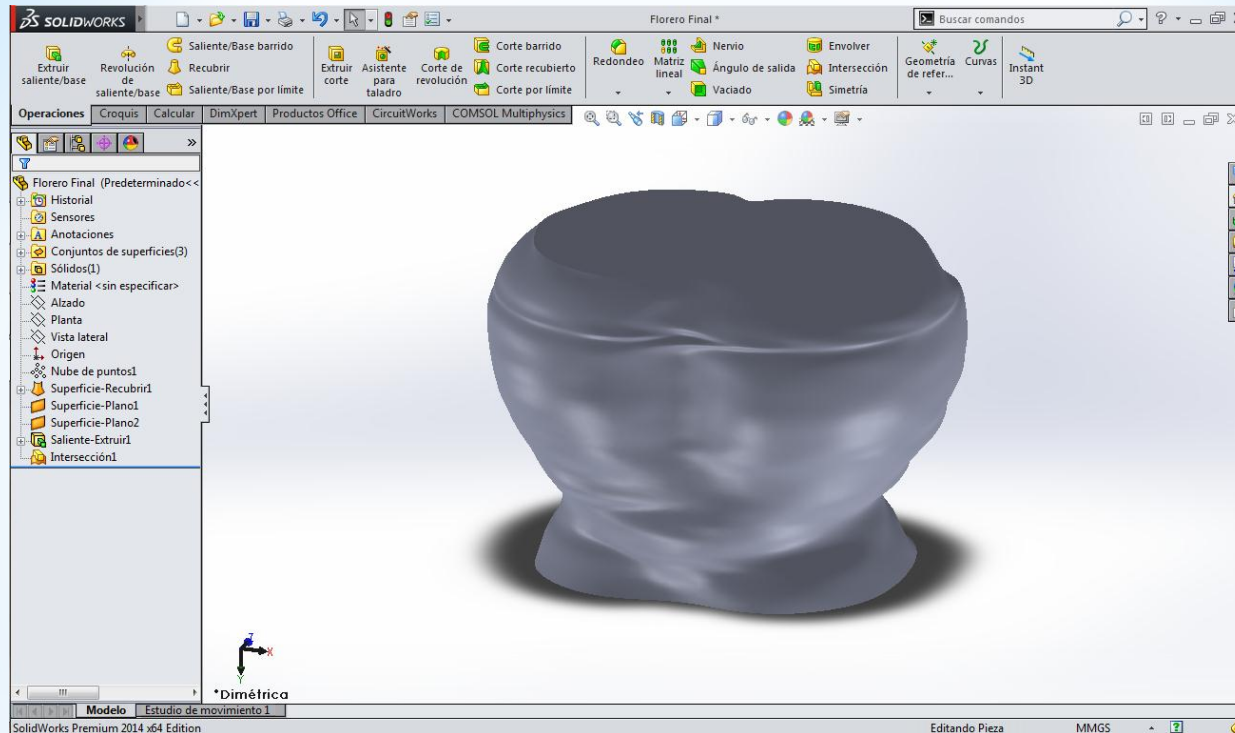 SOLIDWORKS
Florero Final *
Buscar comandos
Extruir saliente/base
Revolución de saliente/base
Saliente/Base barrido
Recubrir
Saliente/Base por límite
Extruir corte
Asistente para taladro
Corte de revolución
Corte barrido
Corte recubierto
Corte por límite
Redondeo
Matriz lineal
Nervio
Ángulo de salida
Vaciado
Envolver
Intersección
Simetría
Geometría de refer...
Curvas
Instant 3D
Operaciones Croquis Calcular DimXpert Productos Office CircuitWorks COMSOL Multiphysics
Florero Final (Predeterminado<<
Historial
Sensores
Anotaciones
Conjuntos de superficies(3)
Sólidos(1)
Material <sin especificar>
Alzado
Planta
Vista lateral
Origen
Nube de puntos1
Superficie-Recubrir1
Superficie-Plano1
Superficie-Plano2
Saliente-Extruir1
Intersección1
Z
X
Y
*Dimétrica
Modelo Estudio de movimiento 1
SolidWorks Premium 2014 x64 Edition Editando Pieza MMGS